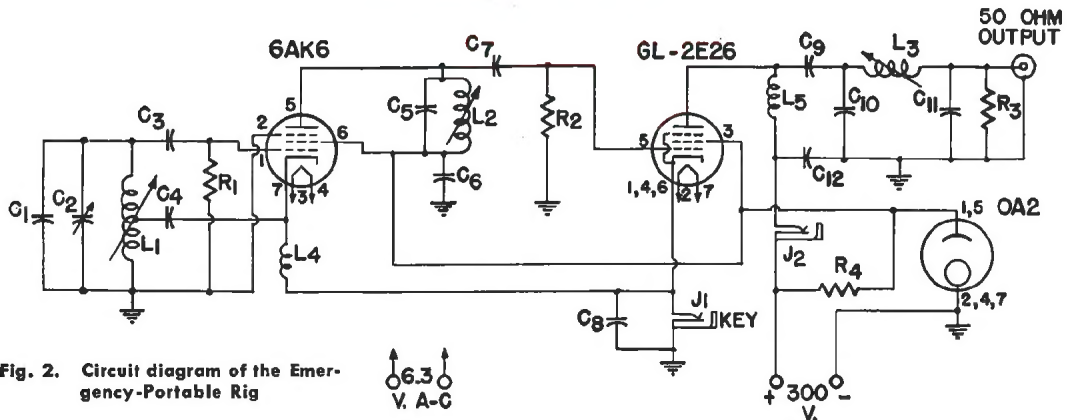 50 OHM
OUTPUT
6AK6
C7
GL-2E26
C9
L3
5
C5
L2
R2
L5
C10
C11
R3
C3
2
1
6
5
3
C6
C12
1,4,6
2
7
7
3
4
R1
C1
C2
C4
L1
1,5
OA2
J2
L4
R4
C8
J1
KEY
2,4,7
Fig. 2. Circuit diagram of the Emer-
gency-Portable Rig
6.3
V. A-C
+ 300 -
V.